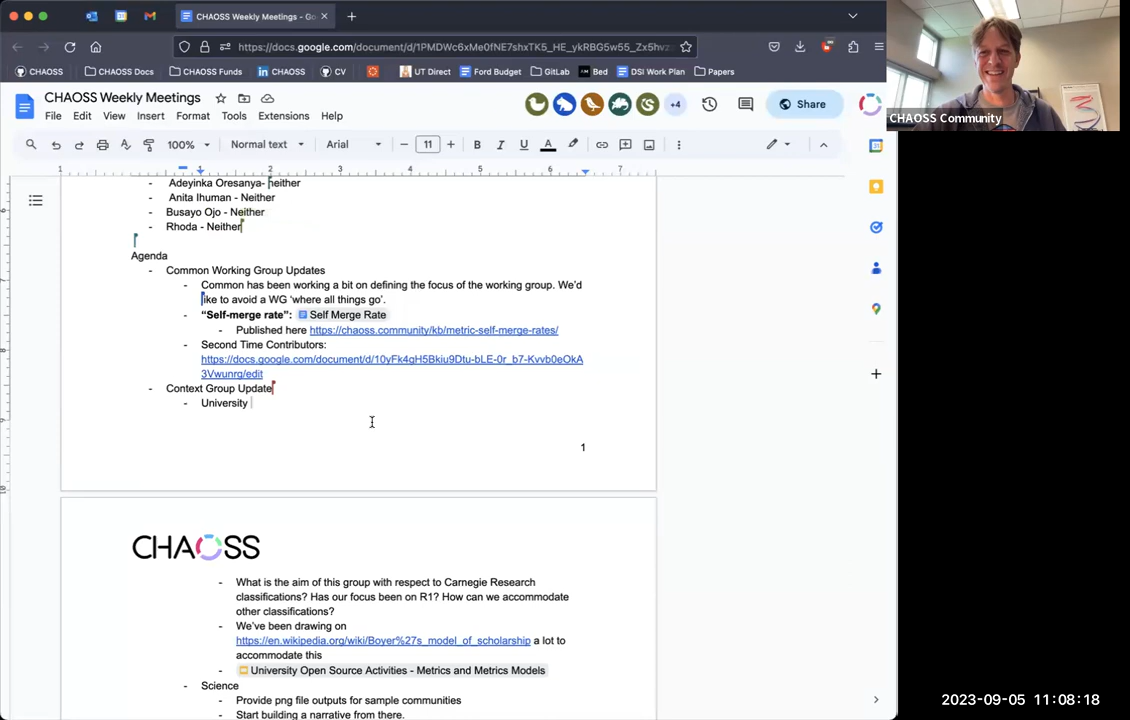 CHAOSS Weekly Meetings - Go
https://docs.google.com/document/d/1PMDWc6xMe0fNE7shxTK5_HE_ykRBG5w55_Zx5hvz
CHAOSS
CHAOSS Docs
CHAOSS Funds
CHAOSS
CV
UT Direct
Ford Budget
GitLab
Bed
DSI Work Plan
Papers
CHAOSS Weekly Meetings
File Edit View Insert Format Tools Extensions Help
+4
Share
CHAOSS Community
100% Normal text Arial 11
1 1 2 3 4 5 6 7
- Adeyinka Oresanya- neither
- Anita Ihuman - Neither
- Busayo Ojo - Neither
- Rhoda - Neither
Agenda
- Common Working Group Updates
- Common has been working a bit on defining the focus of the working group. We'd
like to avoid a WG 'where all things go'.
- "Self-merge rate": Self Merge Rate
- Published here https://chaoss.community/kb/metric-self-merge-rates/
- Second Time Contributors:
https://docs.google.com/document/d/10yFk4gH5Bkiu9Dtu-bLE-0r_b7-Kvvb0eOkA
3Vwunrg/edit
- Context Group Update
- University
1
CHAOSS
- What is the aim of this group with respect to Carnegie Research
classifications? Has our focus been on R1? How can we accommodate
other classifications?
- We've been drawing on
https://en.wikipedia.org/wiki/Boyer%27s_model_of_scholarship a lot to
accommodate this
- University Open Source Activities - Metrics and Metrics Models
- Science
- Provide png file outputs for sample communities
- Start building a narrative from there.
2023-09-05 11:08:18